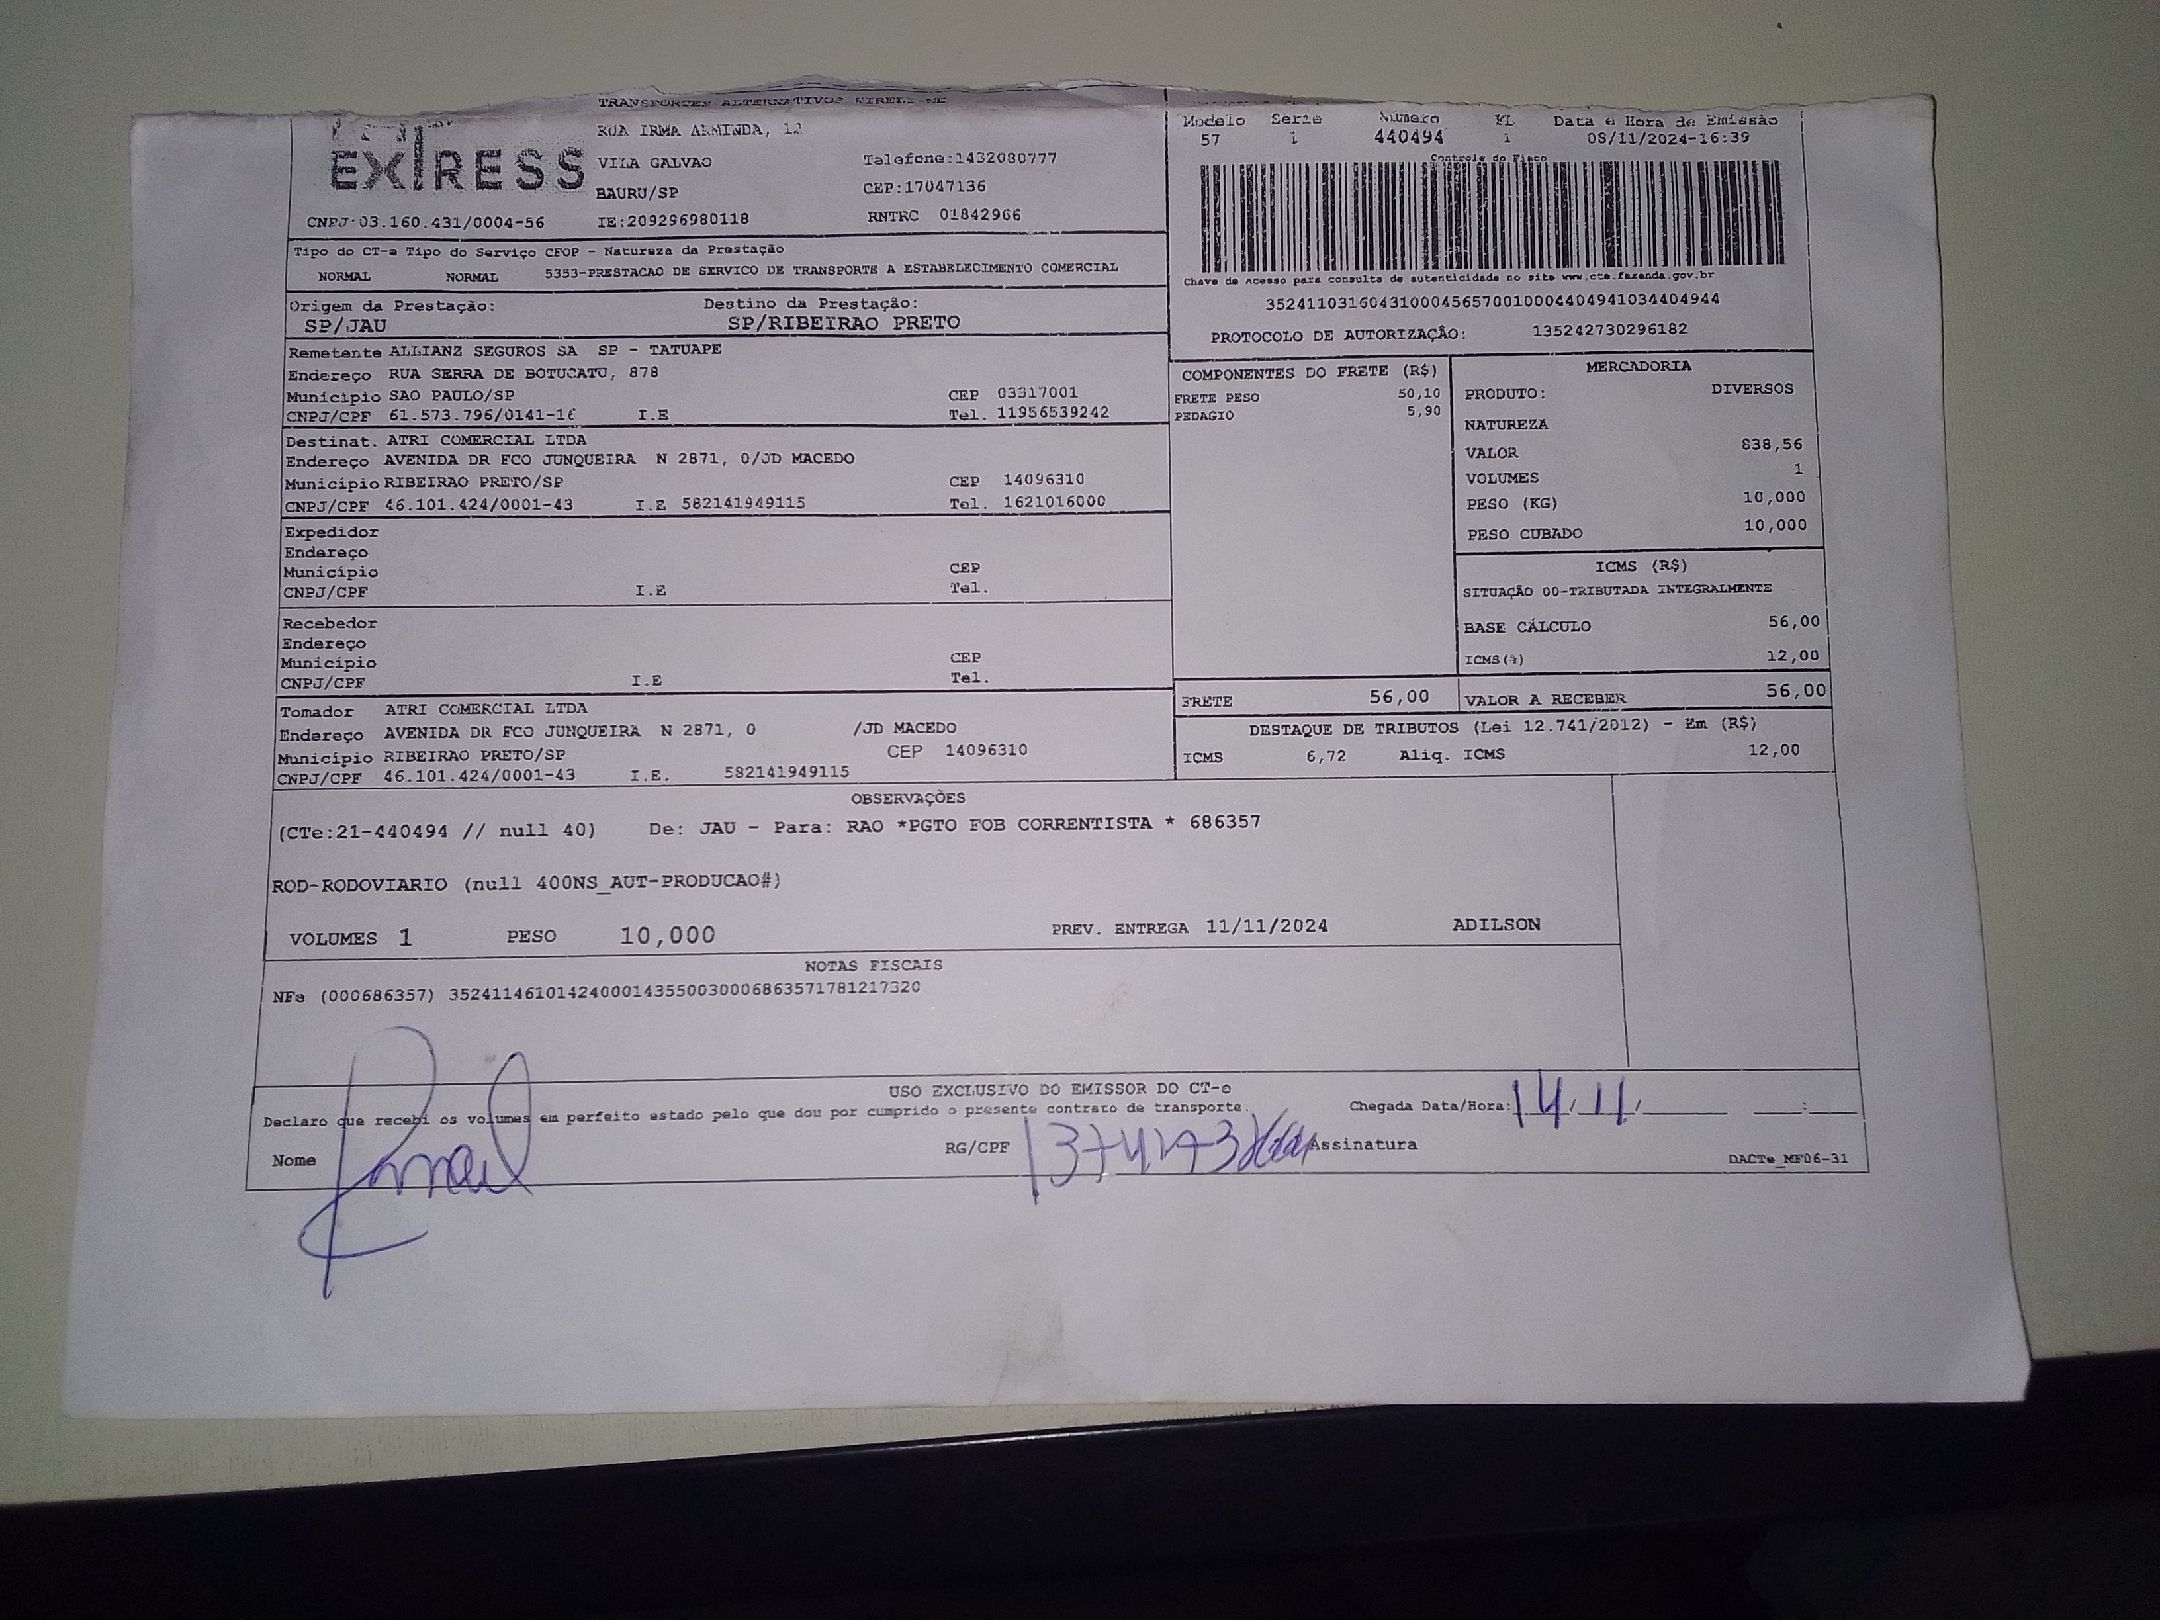 TRANSPORTES ALTERNATIVOS EIRELI-ME
EXPRESS
RUA IRMA ARMINDA, 12
VILA GALVAO Telefone:1432080777
BAURU/SP CEP:17047136
CNPJ:03.160.431/0004-56 IE:209296980118 RNTRC 01842966
Modelo Serie Número FL Data e Hora de Emissão
57 1 440494 1 08/11/2024-16:39
Controle do Fisco
Chave de Acesso para consulta de autenticidade no site www.cte.fazenda.gov.br
35241103160431000456570010004404941034404944
PROTOCOLO DE AUTORIZAÇÃO: 135242730296182
Tipo do CT-e Tipo do Serviço CFOP - Natureza da Prestação
NORMAL NORMAL 5353-PRESTACAO DE SERVICO DE TRANSPORTE A ESTABELECIMENTO COMERCIAL
Origem da Prestação: Destino da Prestação:
SP/JAU SP/RIBEIRAO PRETO
Remetente ALLIANZ SEGUROS SA SP - TATUAPE
Endereço RUA SERRA DE BOTUCATU, 878
Município SAO PAULO/SP CEP 03317001
CNPJ/CPF 61.573.796/0141-16 I.E Tel. 11956539242
Destinat. ATRI COMERCIAL LTDA
Endereço AVENIDA DR FCO JUNQUEIRA N 2871, 0/JD MACEDO
Município RIBEIRAO PRETO/SP CEP 14096310
CNPJ/CPF 46.101.424/0001-43 I.E 582141949115 Tel. 1621016000
Expedidor
Endereço
Município CEP
CNPJ/CPF I.E Tel.
Recebedor
Endereço
Município CEP
CNPJ/CPF I.E Tel.
Tomador ATRI COMERCIAL LTDA
Endereço AVENIDA DR FCO JUNQUEIRA N 2871, 0 /JD MACEDO
Município RIBEIRAO PRETO/SP CEP 14096310
CNPJ/CPF 46.101.424/0001-43 I.E. 582141949115
COMPONENTES DO FRETE (R$)
FRETE PESO 50,10
PEDAGIO 5,90
MERCADORIA
PRODUTO: DIVERSOS
NATUREZA
VALOR 838,56
VOLUMES 1
PESO (KG) 10,000
PESO CUBADO 10,000
ICMS (R$)
SITUAÇÃO 00-TRIBUTADA INTEGRALMENTE
BASE CÁLCULO 56,00
ICMS(%) 12,00
FRETE 56,00 VALOR A RECEBER 56,00
DESTAQUE DE TRIBUTOS (Lei 12.741/2012) - Em (R$)
ICMS 6,72 Aliq. ICMS 12,00
OBSERVAÇÕES
(CTe:21-440494 // null 40) De: JAU - Para: RAO *PGTO FOB CORRENTISTA * 686357
ROD-RODOVIARIO (null 400NS_AUT-PRODUCAO#)
VOLUMES 1 PESO 10,000 PREV. ENTREGA 11/11/2024 ADILSON
NOTAS FISCAIS
NFe (000686357) 35241146101424000143550030006863571781217320
USO EXCLUSIVO DO EMISSOR DO CT-e
Declaro que recebi os volumes em perfeito estado pelo que dou por cumprido o presente contrato de transporte. Chegada Data/Hora: 14/11/ :
Nome RG/CPF Assinatura
DACTe_MF06-31